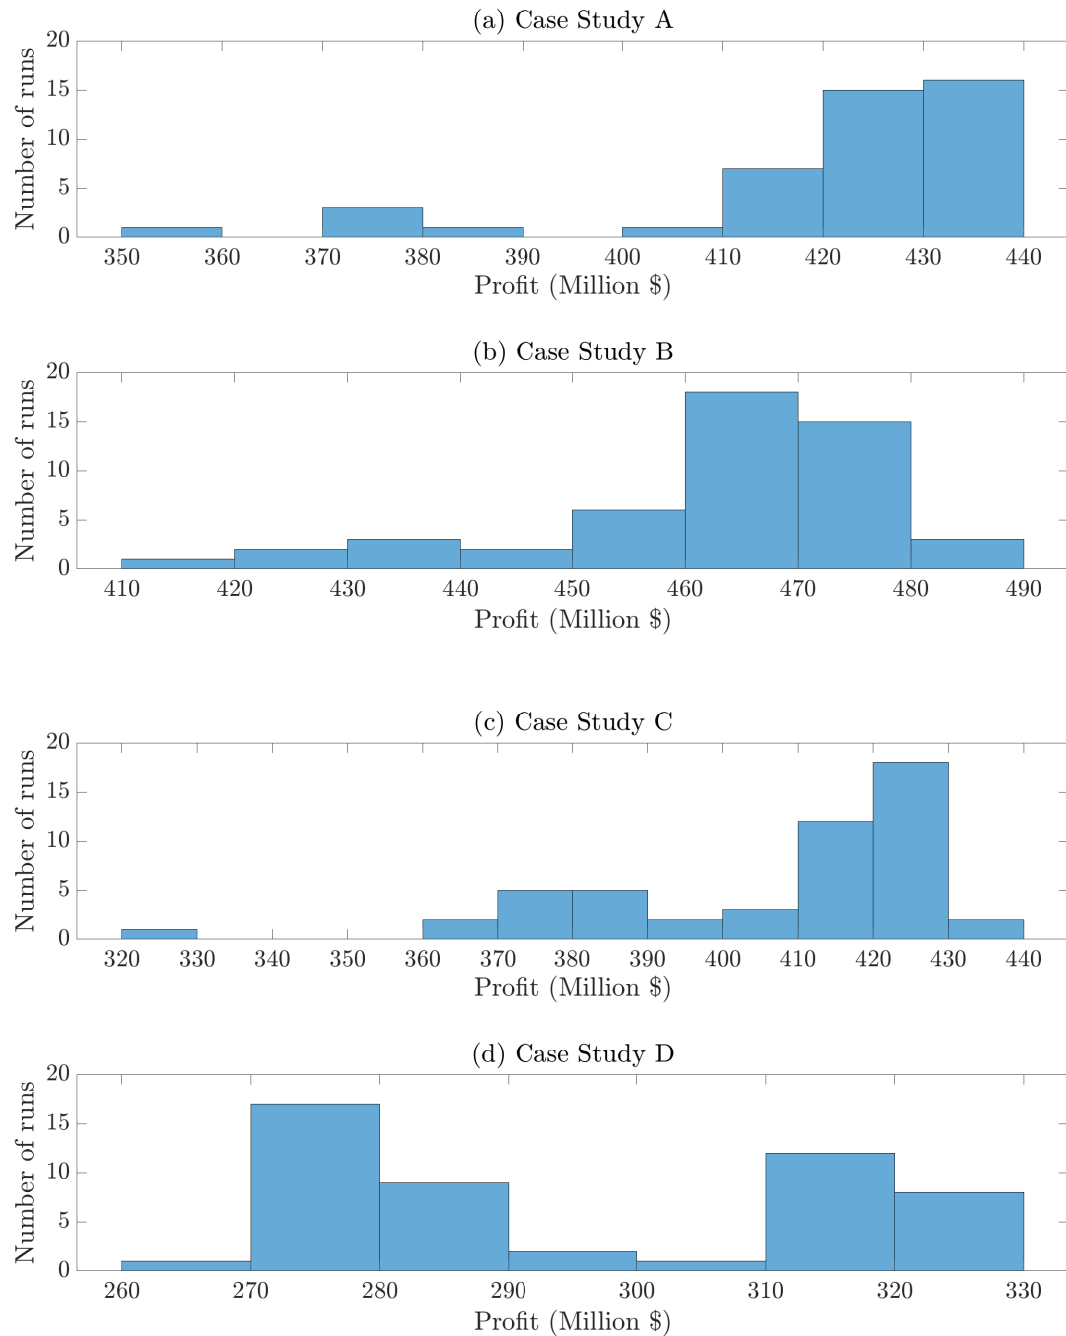 (a) Case Study A
Number of runs
20
15
10
5
0
350 360 370 380 390 400 410 420 430 440
Profit (Million $)
(b) Case Study B
Number of runs
20
15
10
5
0
410 420 430 440 450 460 470 480 490
Profit (Million $)
(c) Case Study C
Number of runs
20
15
10
5
0
320 330 340 350 360 370 380 390 400 410 420 430 440
Profit (Million $)
(d) Case Study D
Number of runs
20
15
10
5
0
260 270 280 290 300 310 320 330
Profit (Million $)